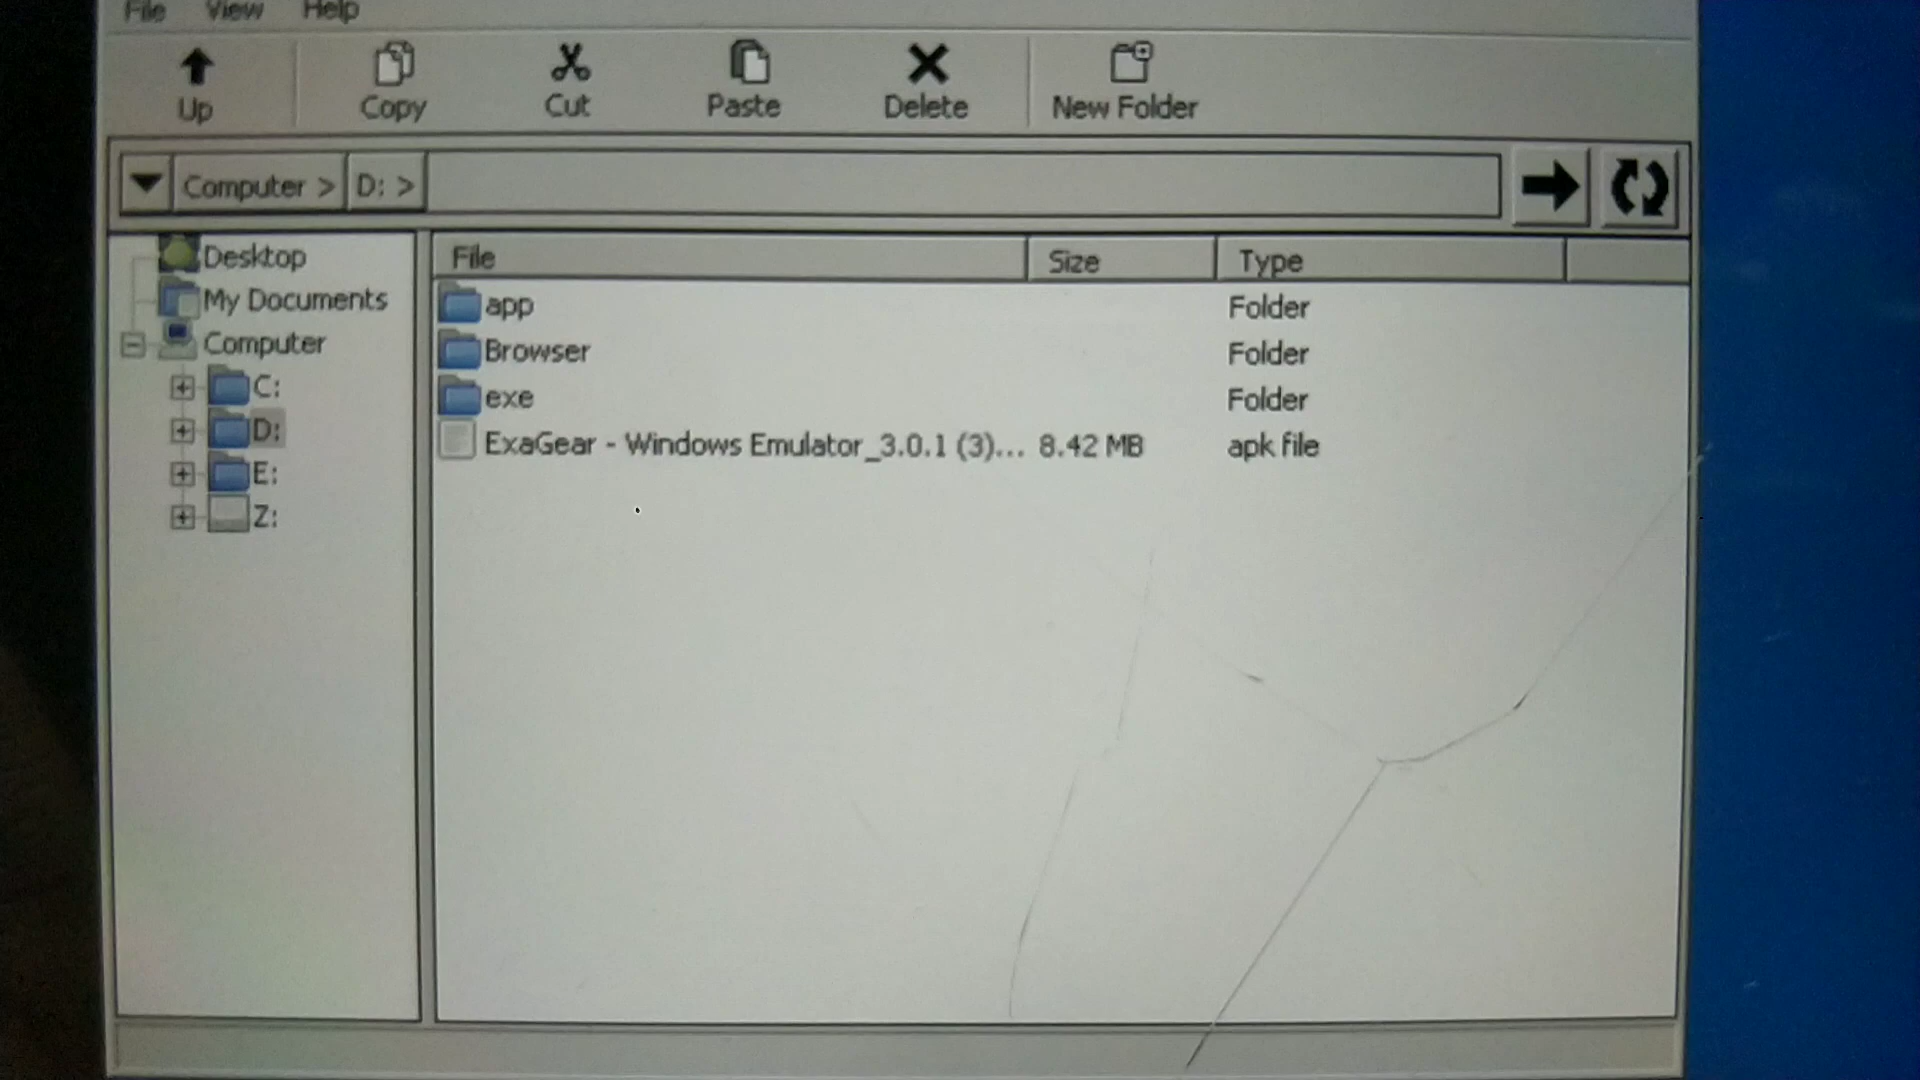 File View Help
Up Copy Cut Paste Delete New Folder
Computer > D: >
Desktop
My Documents
Computer
C:
D:
E:
Z:
File Size Type
app Folder
Browser Folder
exe Folder
ExaGear - Windows Emulator_3.0.1 (3)... 8.42 MB apk file